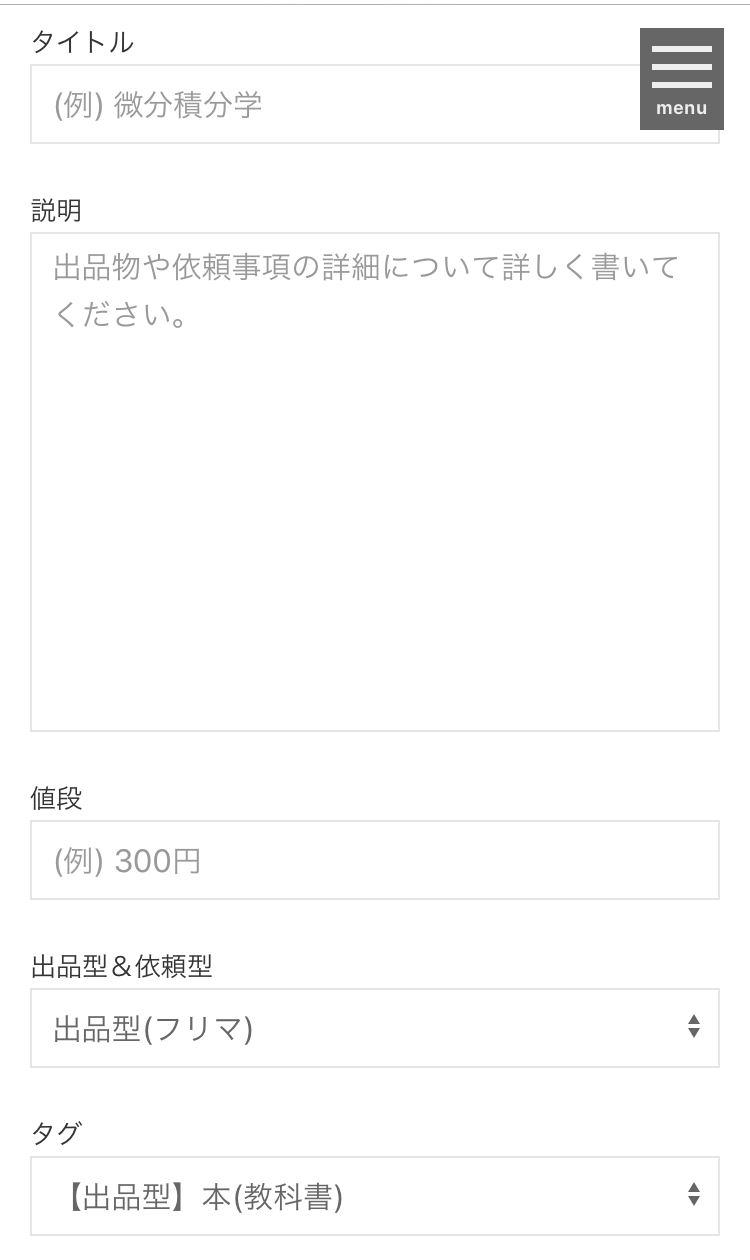 タイトル
menu
(例) 微分積分学
説明
出品物や依頼事項の詳細について詳しく書いて
ください。
値段
(例) 300円
出品型＆依頼型
出品型(フリマ)
タグ
【出品型】本(教科書)